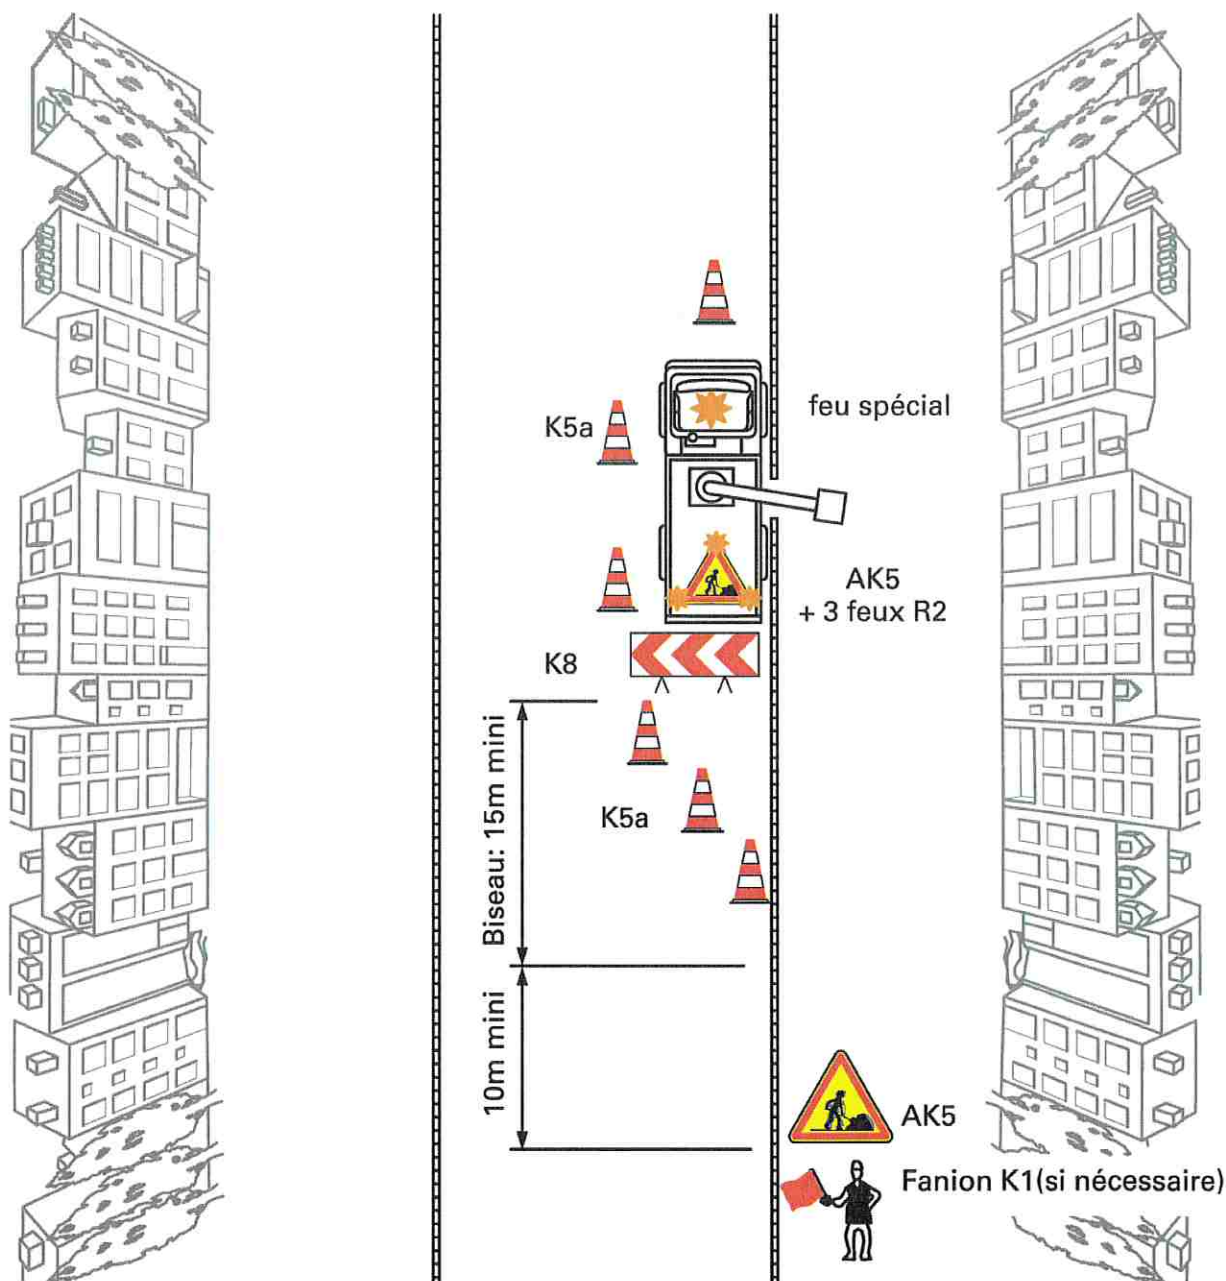 feu spécial
K5a
AK5
+ 3 feux R2
K8
Biseau: 15m mini
K5a
10m mini
AK5
Fanion K1(si nécessaire)